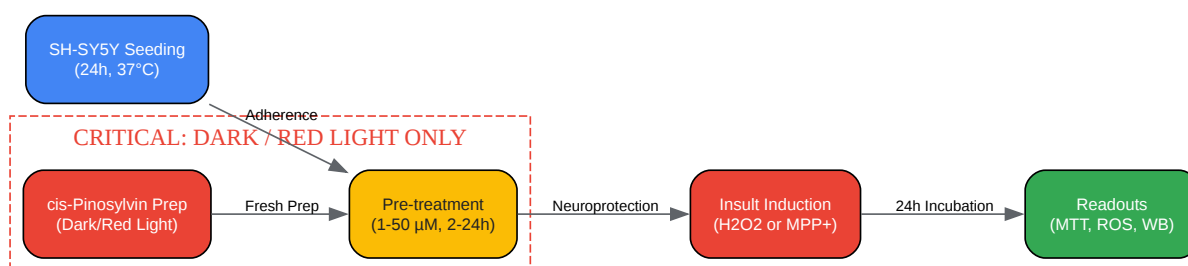 SH-SY5Y Seeding
(24h, 37°C)
Adherence
CRITICAL: DARK / RED LIGHT ONLY
cis-Pinosylvin Prep
(Dark/Red Light)
Fresh Prep
Pre-treatment
(1-50 µM, 2-24h)
Neuroprotection
Insult Induction
(H2O2 or MPP+)
24h Incubation
Readouts
(MTT, ROS, WB)